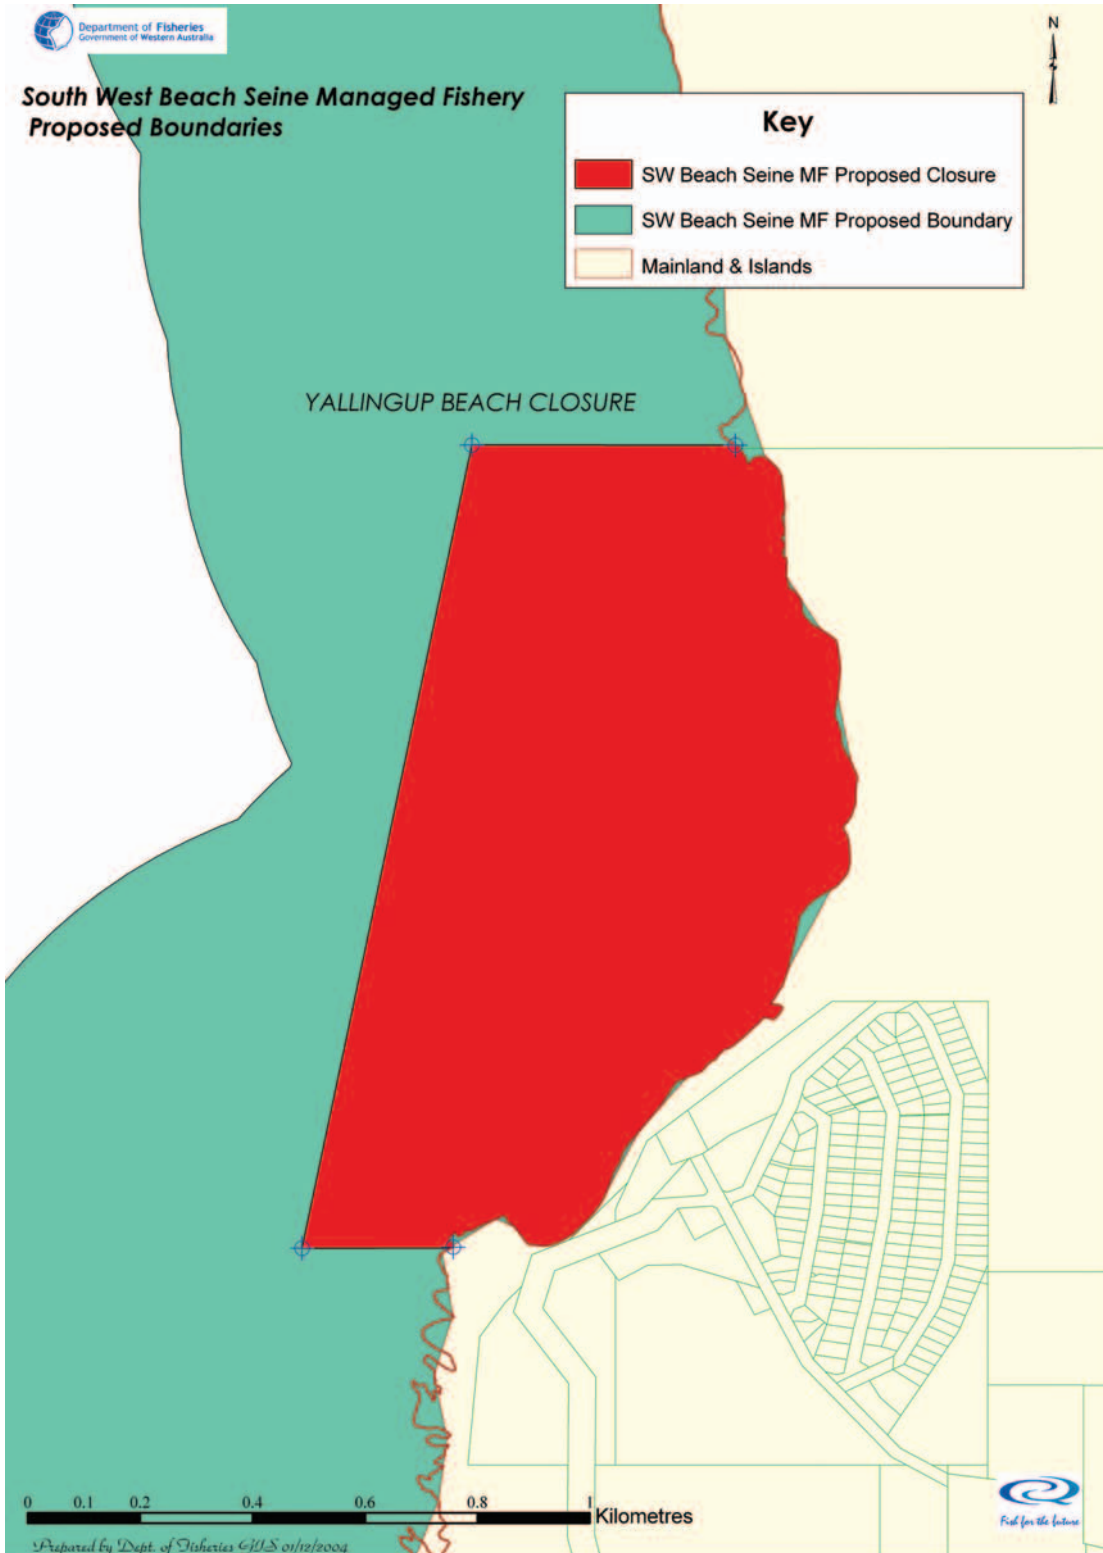 Department of Fisheries
Government of Western Australia
N
South West Beach Seine Managed Fishery
Proposed Boundaries
Key
SW Beach Seine MF Proposed Closure
SW Beach Seine MF Proposed Boundary
Mainland & Islands
YALLINGUP BEACH CLOSURE
0 0.1 0.2 0.4 0.6 0.8 1
Kilometres
Fish for the future
Prepared by Dept. of Fisheries GIS 01/12/2004